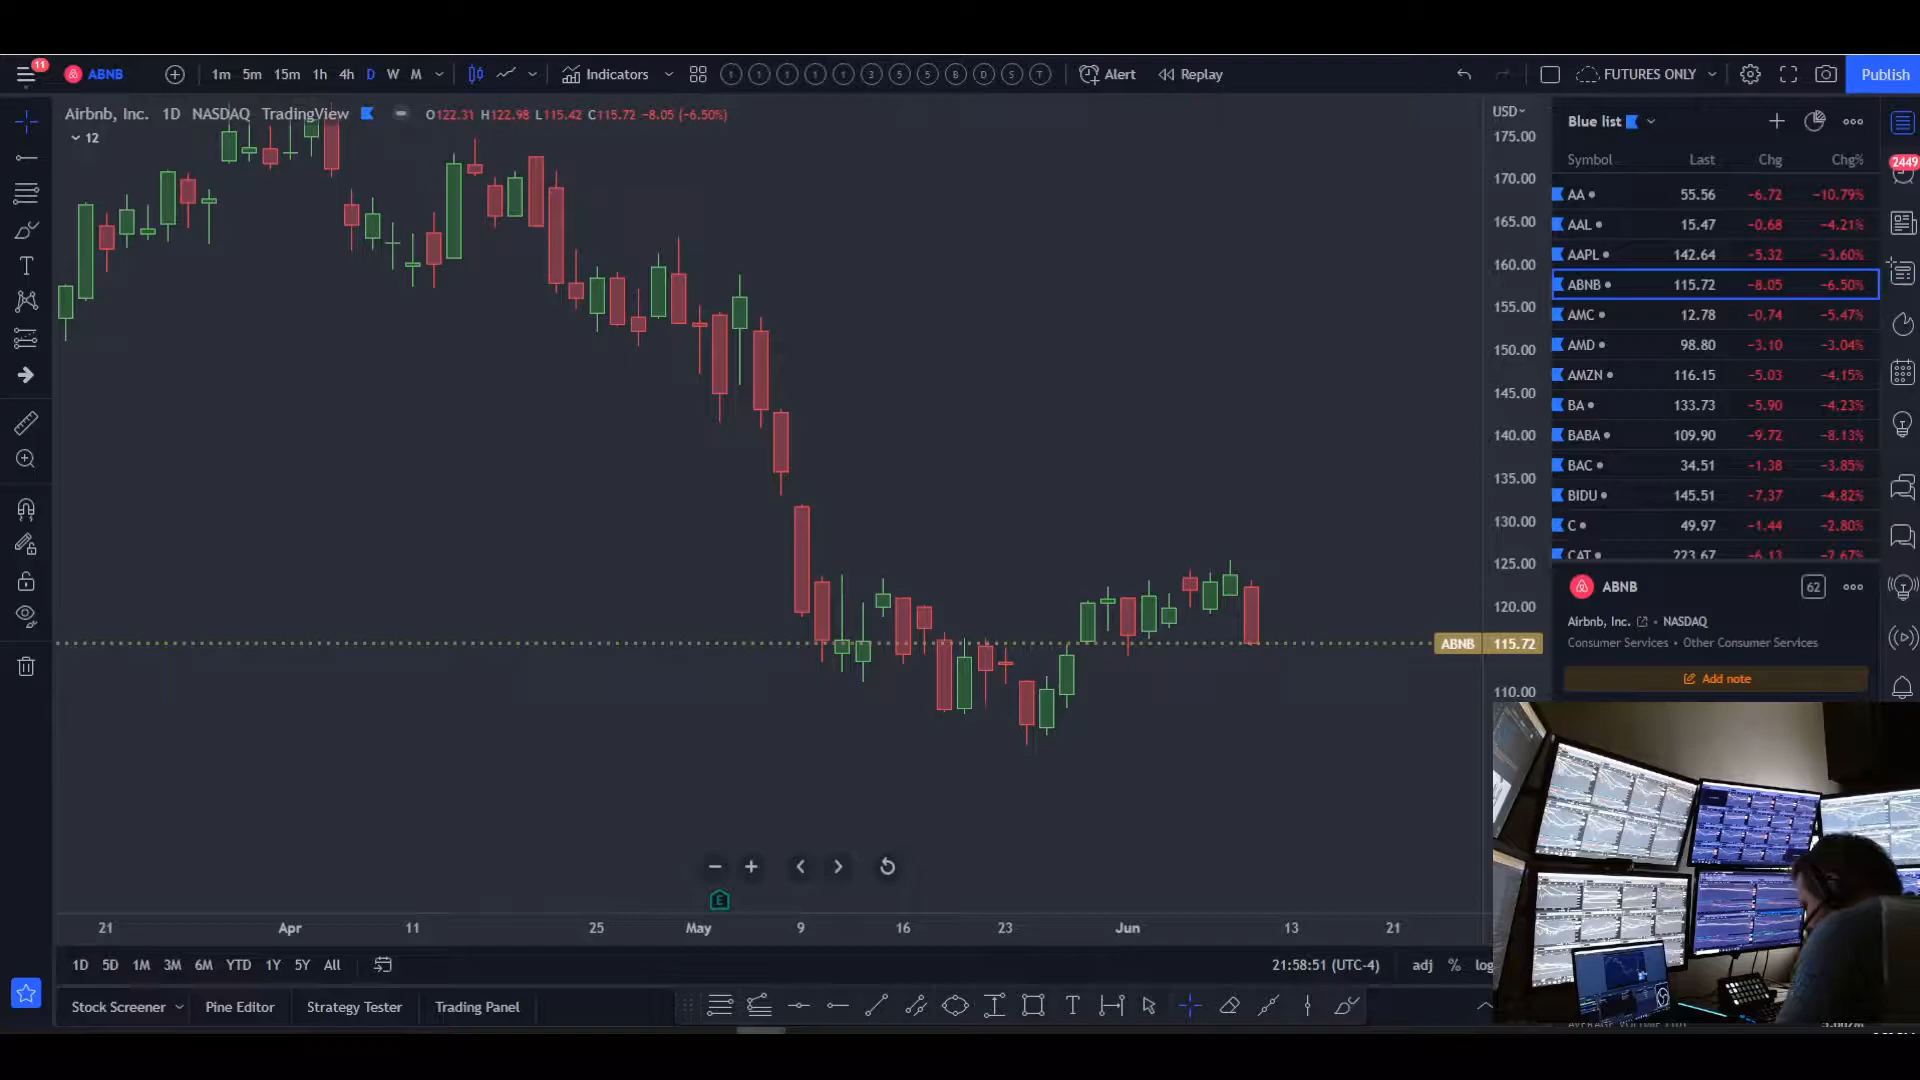 11
ABNB
1m 5m 15m 1h 4h D W M
Indicators
1 1 1 1 1 3 5 5 B D S T
Alert
Replay
FUTURES ONLY
Publish
Airbnb, Inc. 1D NASDAQ TradingView
O122.31 H122.98 L115.42 C115.72 −8.05 (−6.50%)
12
USD
175.00
170.00
165.00
160.00
155.00
150.00
145.00
140.00
135.00
130.00
125.00
120.00
ABNB 115.72
110.00
E
21 Apr 11 25 May 9 16 23 Jun 13 21
1D 5D 1M 3M 6M YTD 1Y 5Y All
21:58:51 (UTC-4) adj % log
Stock Screener Pine Editor Strategy Tester Trading Panel
T
Blue list
2449
Symbol Last Chg Chg%
AA 55.56 −6.72 −10.79%
AAL 15.47 −0.68 −4.21%
AAPL 142.64 −5.32 −3.60%
ABNB 115.72 −8.05 −6.50%
AMC 12.78 −0.74 −5.47%
AMD 98.80 −3.10 −3.04%
AMZN 116.15 −5.03 −4.15%
BA 133.73 −5.90 −4.23%
BABA 109.90 −9.72 −8.13%
BAC 34.51 −1.38 −3.85%
BIDU 145.51 −7.37 −4.82%
C 49.97 −1.44 −2.80%
CAT 223.67 −6.13 −2.67%
ABNB 62
Airbnb, Inc. • NASDAQ
Consumer Services • Other Consumer Services
Add note